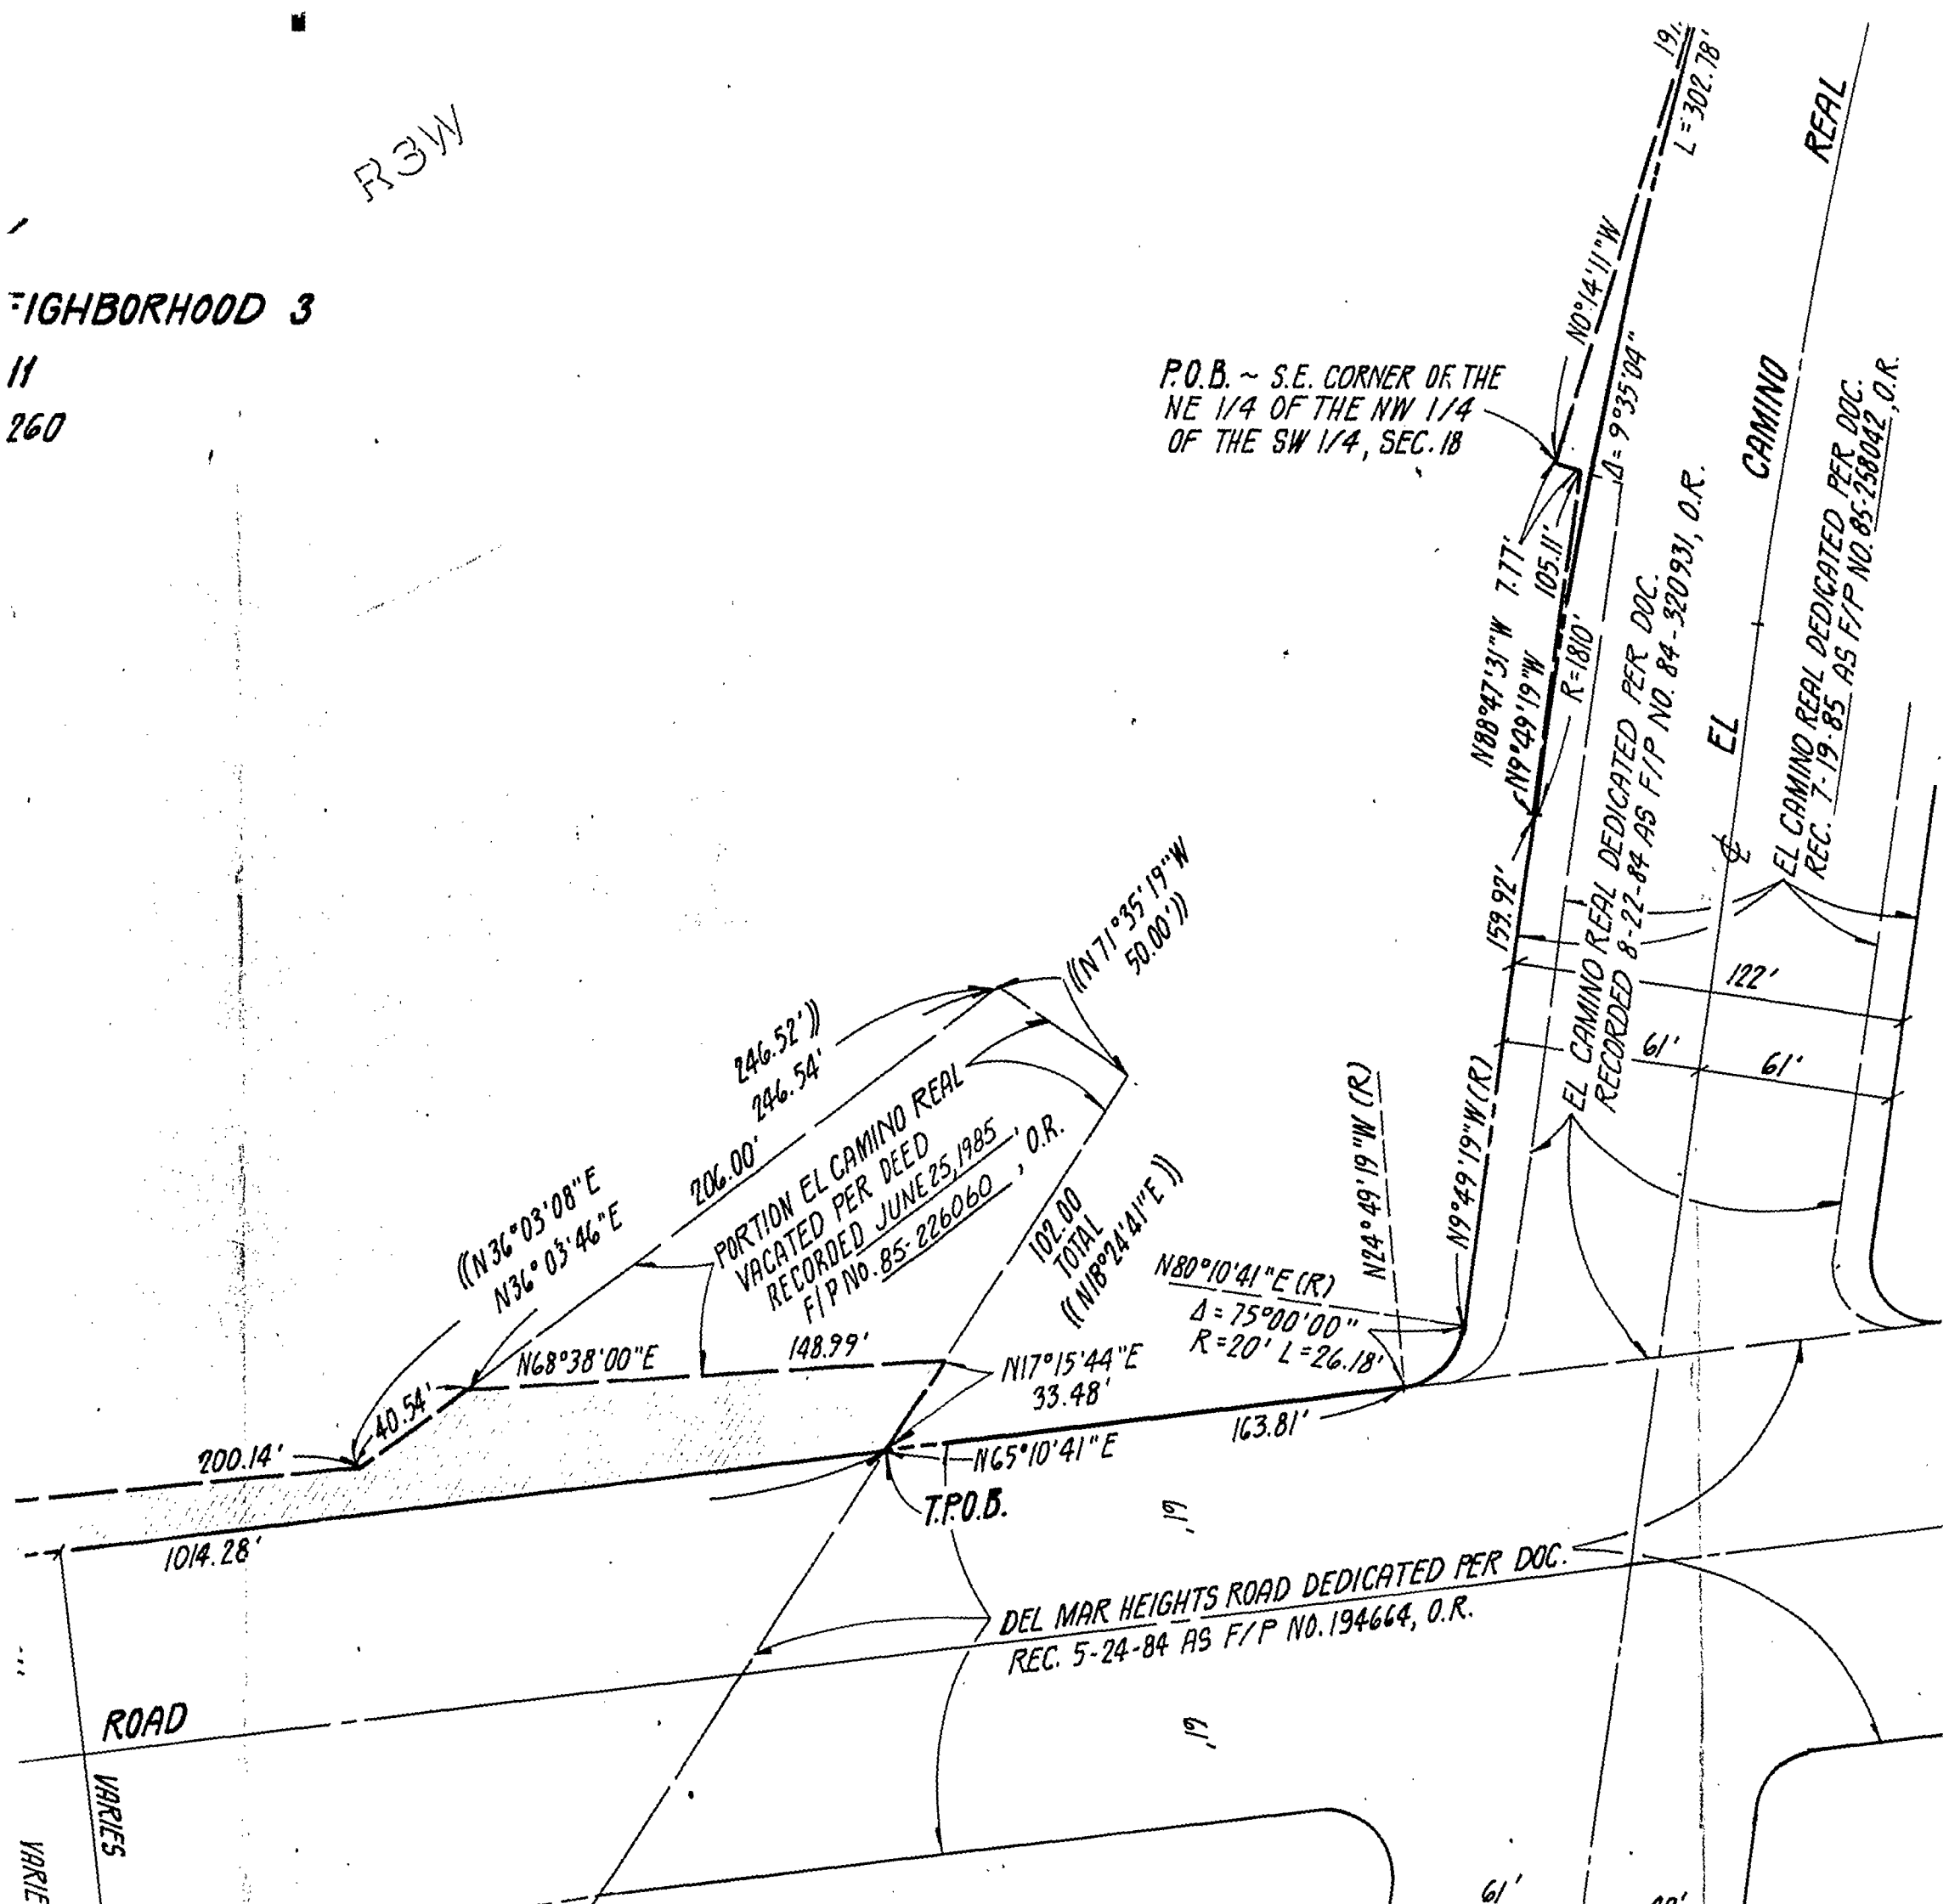 R3W
IGHBORHOOD 3
11
260
191.
L = 302.78'
REAL
N0°14'11"W
P.O.B. ~ S.E. CORNER OF THE
NE 1/4 OF THE NW 1/4
OF THE SW 1/4, SEC. 18
Δ = 9°35'04"
CAMINO
N88°47'31"W 7.77'
N9°49'19"W 105.11'
R=1810'
EL CAMINO REAL DEDICATED PER DOC.
RECORDED 8-22-84 AS F/P NO. 84-320931, O.R.
EL
EL CAMINO REAL DEDICATED PER DOC.
REC. 7-19-85 AS F/P NO. 85-258042, O.R.
159.92'
((N71°35'19"W
50.00'))
122'
246.52'))
246.54'
61'
61'
206.00'
PORTION EL CAMINO REAL
VACATED PER DEED
RECORDED JUNE 25, 1985,
F/P NO. 85-226060, O.R.
((N36°03'08"E
N36°03'46"E
102.00
TOTAL
((N18°24'41"E))
N24°49'19"W (R)
N9°49'19"W (R)
N80°10'41"E (R)
Δ = 75°00'00"
R=20' L=26.18'
N68°38'00"E
148.99'
N17°15'44"E
33.48'
40.54'
200.14'
163.81'
N65°10'41"E
T.P.O.B.
1014.28'
61'
DEL MAR HEIGHTS ROAD DEDICATED PER DOC.
REC. 5-24-84 AS F/P NO. 194664, O.R.
ROAD
61'
VARIES
VARIE
61'